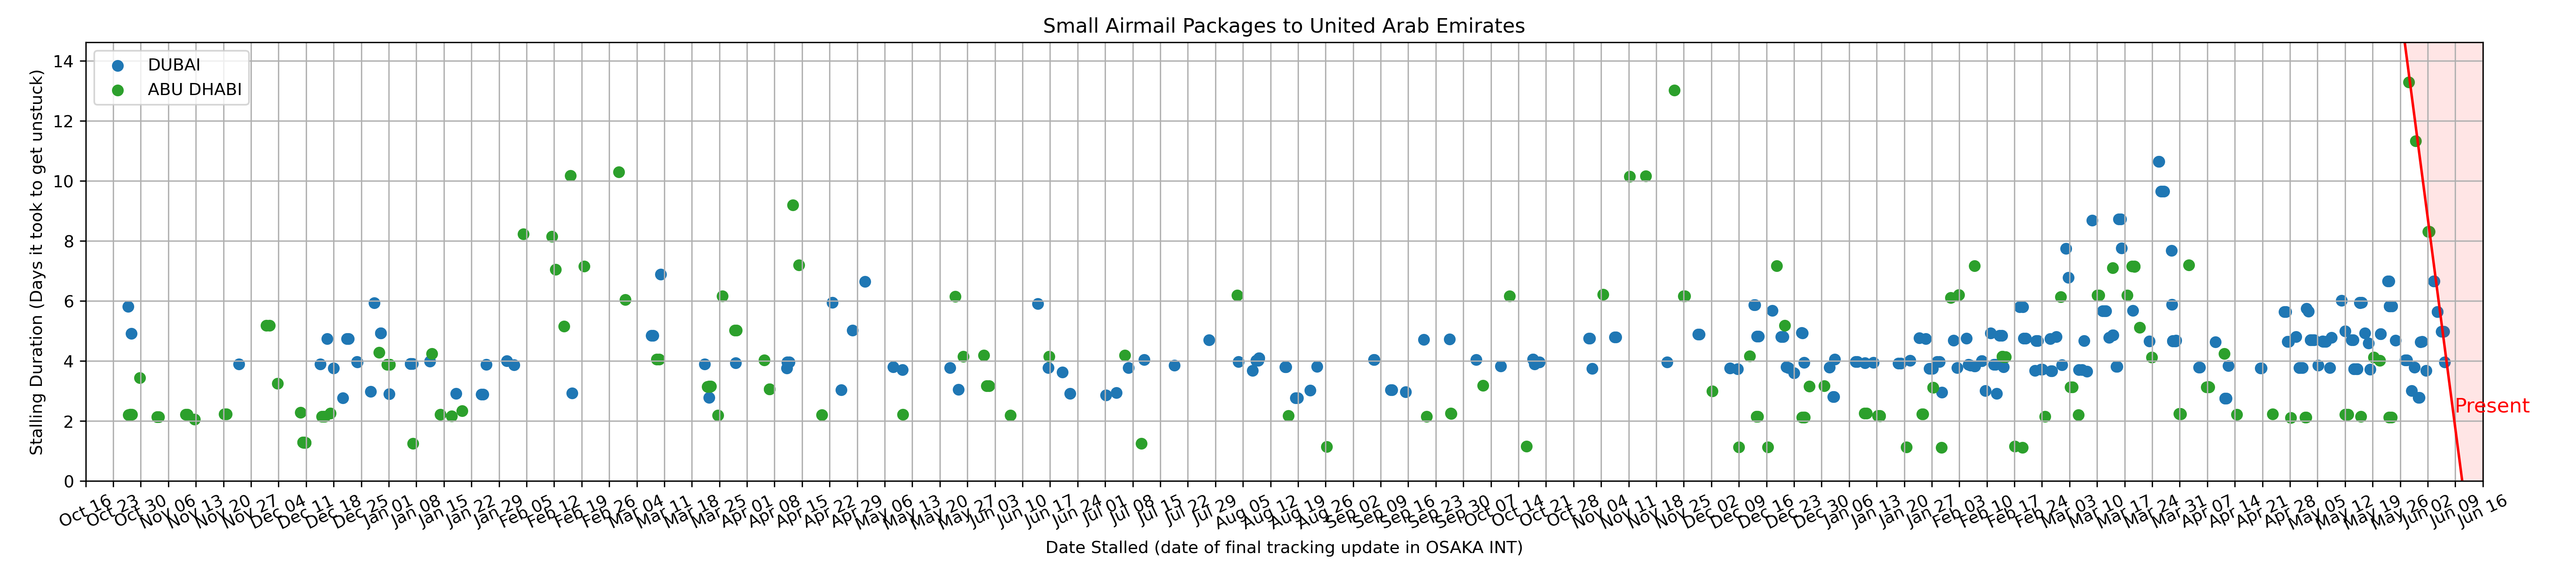 Small Airmail Packages to United Arab Emirates
DUBAI
ABU DHABI
Stalling Duration (Days it took to get unstuck)
14
12
10
8
6
4
2
0
Present
Oct 16
Oct 23
Oct 30
Nov 06
Nov 13
Nov 20
Nov 27
Dec 04
Dec 11
Dec 18
Dec 25
Jan 01
Jan 08
Jan 15
Jan 22
Jan 29
Feb 05
Feb 12
Feb 19
Feb 26
Mar 04
Mar 11
Mar 18
Mar 25
Apr 01
Apr 08
Apr 15
Apr 22
Apr 29
May 06
May 13
May 20
May 27
Jun 03
Jun 10
Jun 17
Jun 24
Jul 01
Jul 08
Jul 15
Jul 22
Jul 29
Aug 05
Aug 12
Aug 19
Aug 26
Sep 02
Sep 09
Sep 16
Sep 23
Sep 30
Oct 07
Oct 14
Oct 21
Oct 28
Nov 04
Nov 11
Nov 18
Nov 25
Dec 02
Dec 09
Dec 16
Dec 23
Dec 30
Jan 06
Jan 13
Jan 20
Jan 27
Feb 03
Feb 10
Feb 17
Feb 24
Mar 03
Mar 10
Mar 17
Mar 24
Mar 31
Apr 07
Apr 14
Apr 21
Apr 28
May 05
May 12
May 19
May 26
Jun 02
Jun 09
Jun 16
Date Stalled (date of final tracking update in OSAKA INT)